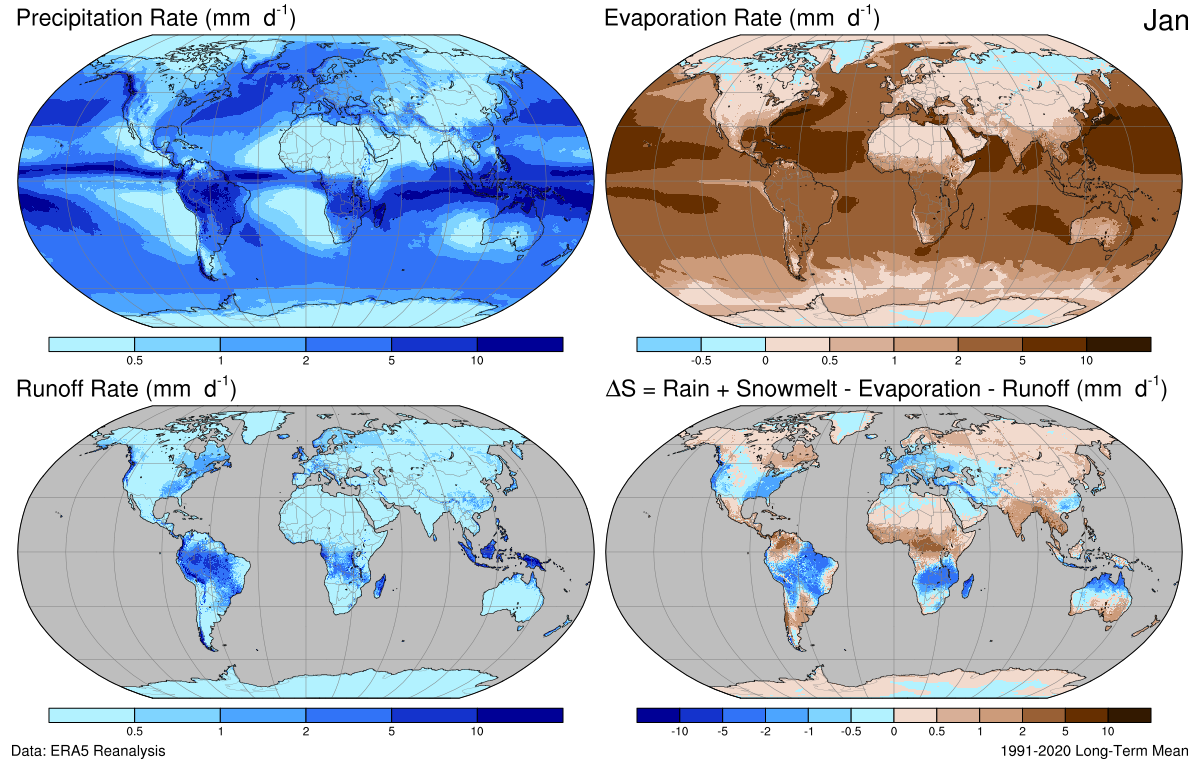 Precipitation Rate (mm d⁻¹)
Evaporation Rate (mm d⁻¹)
Jan
0.5 1 2 5 10
-0.5 0 0.5 1 2 5 10
Runoff Rate (mm d⁻¹)
ΔS = Rain + Snowmelt - Evaporation - Runoff (mm d⁻¹)
0.5 1 2 5 10
-10 -5 -2 -1 -0.5 0 0.5 1 2 5 10
Data: ERA5 Reanalysis
1991-2020 Long-Term Mean